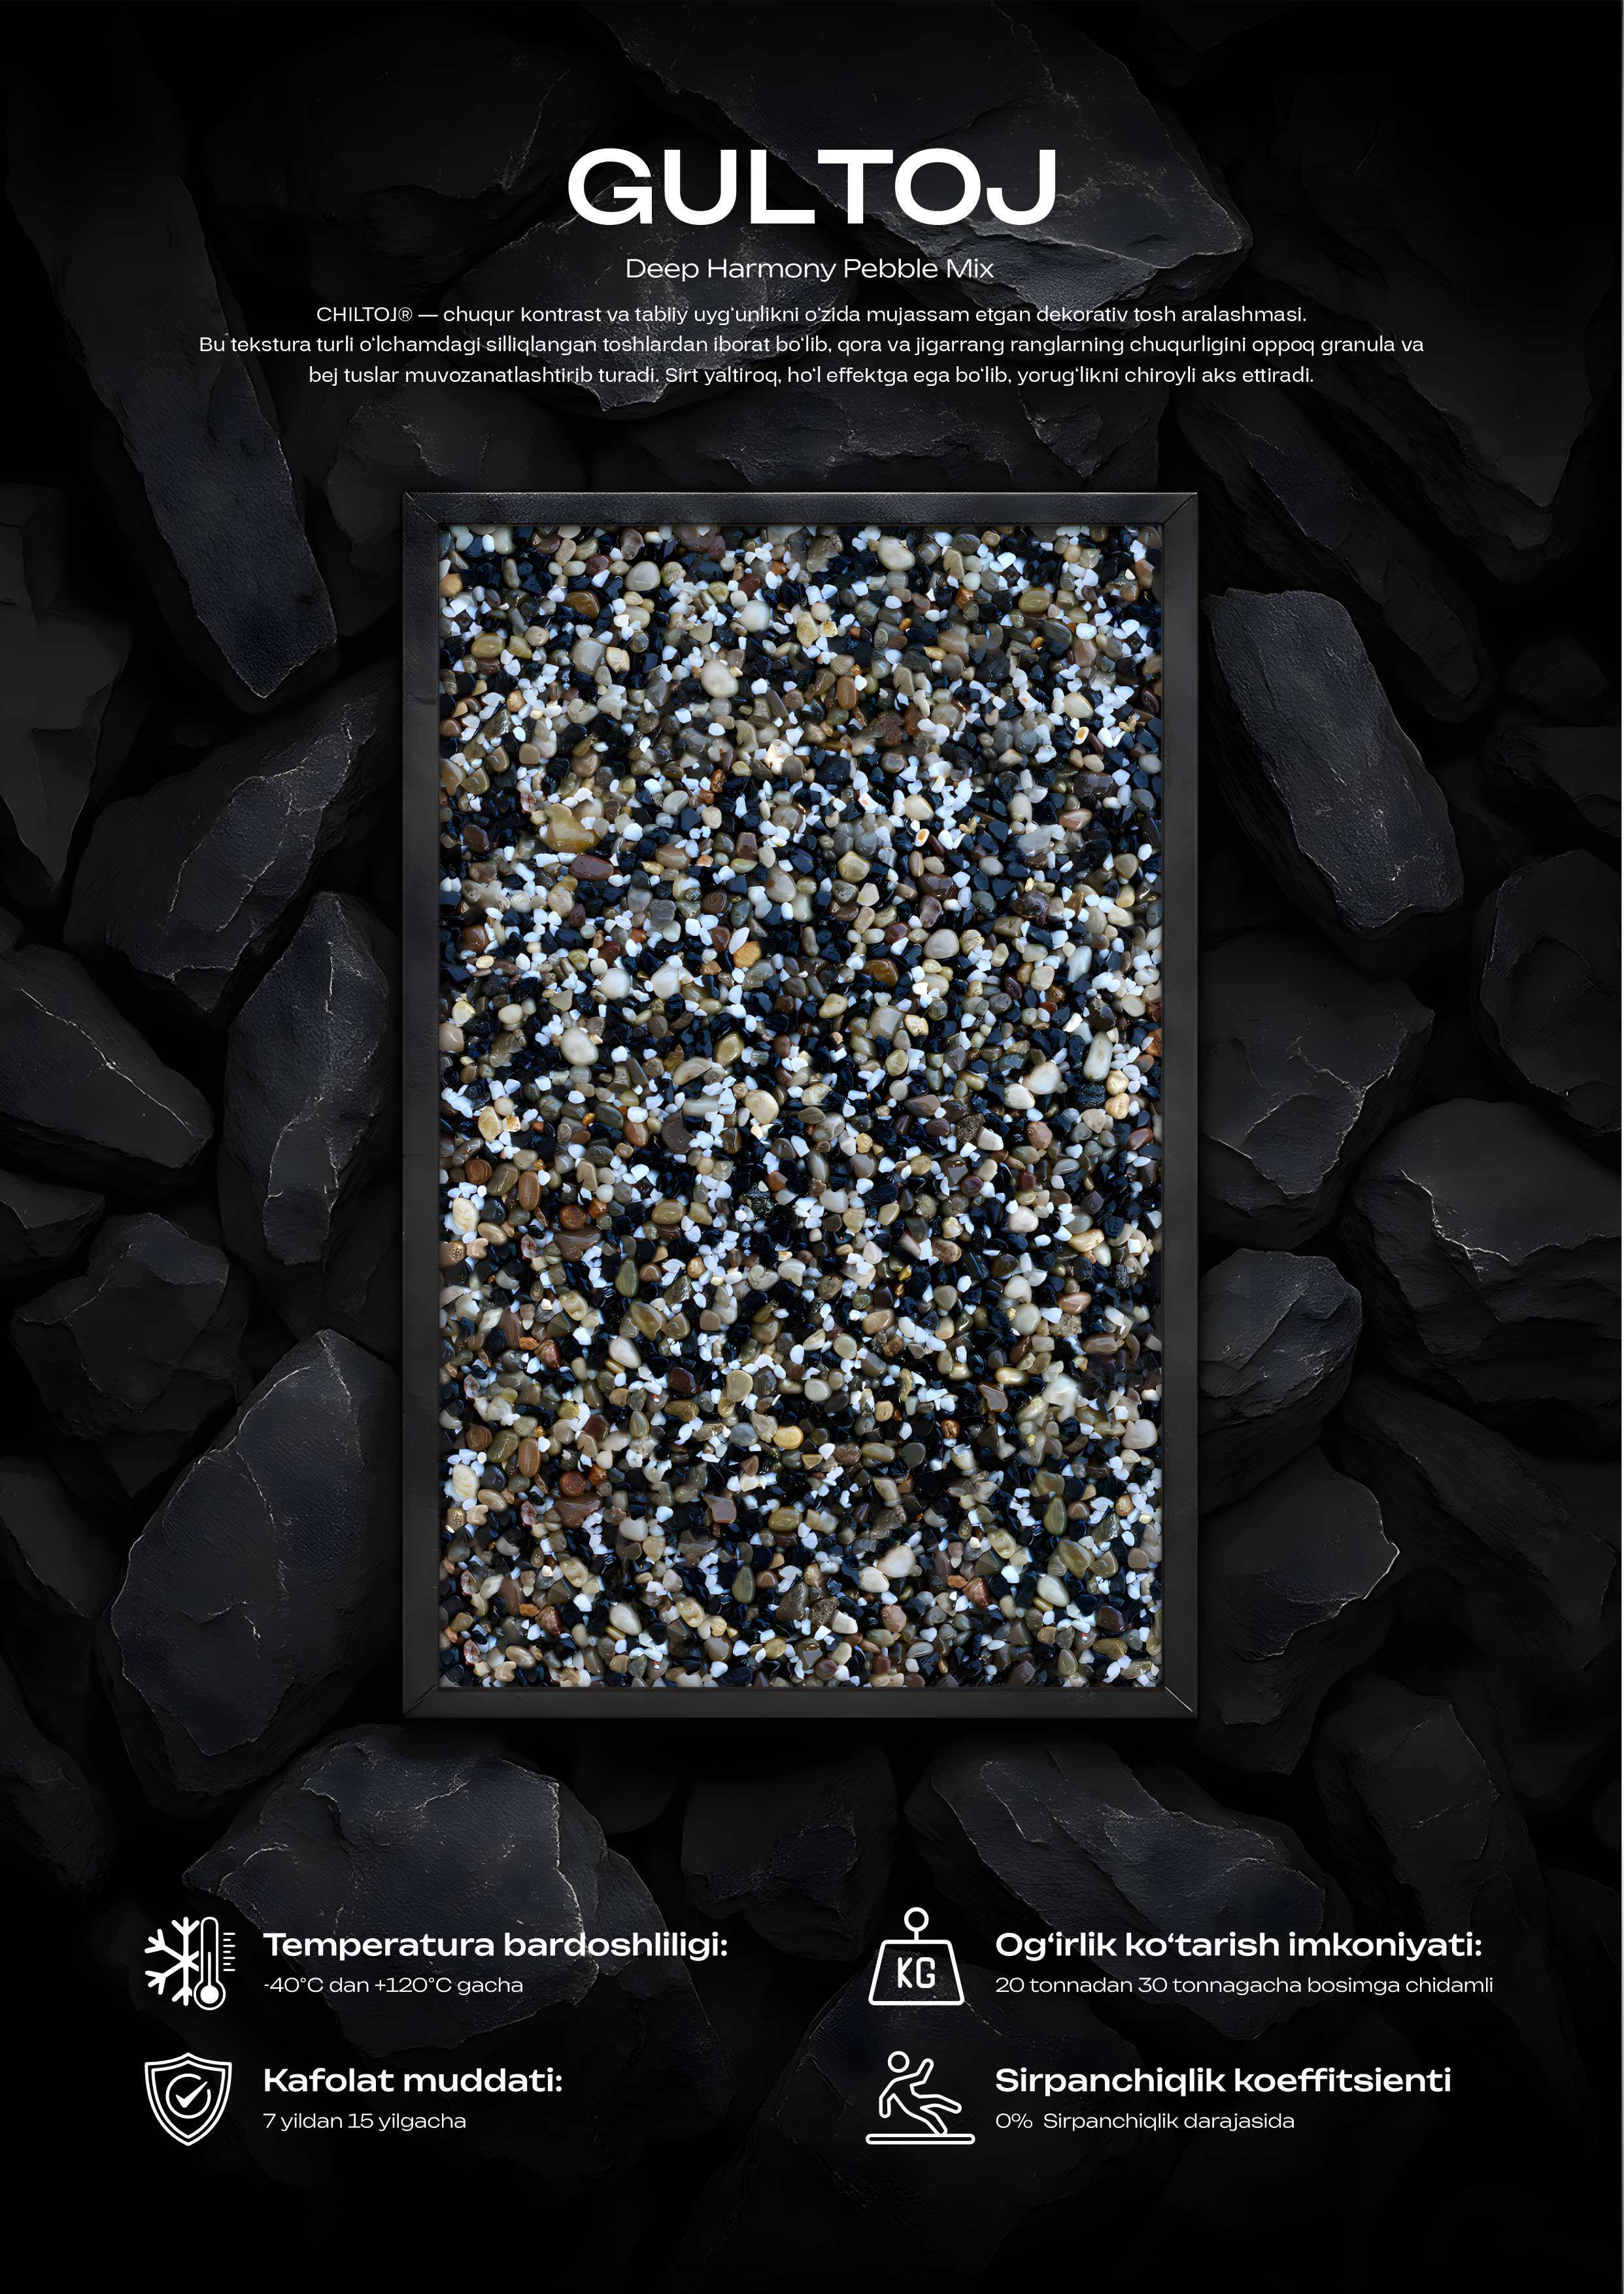 GULTOJ
Deep Harmony Pebble Mix
CHILTOJ® — chuqur kontrast va tabiiy uyg‘unlikni o‘zida mujassam etgan dekorativ tosh aralashmasi.
Bu tekstura turli o‘lchamdagi silliqlangan toshlardan iborat bo‘lib, qora va jigarrang ranglarning chuqurligini oppoq granula va
bej tuslar muvozanatlashtirib turadi. Sirt yaltiroq, ho‘l effektga ega bo‘lib, yorug‘likni chiroyli aks ettiradi.
Temperatura bardoshliligi:
-40°C dan +120°C gacha
Og‘irlik ko‘tarish imkoniyati:
KG
20 tonnadan 30 tonnagacha bosimga chidamli
Kafolat muddati:
7 yildan 15 yilgacha
Sirpanchiqlik koeffitsienti
0% Sirpanchiqlik darajasida